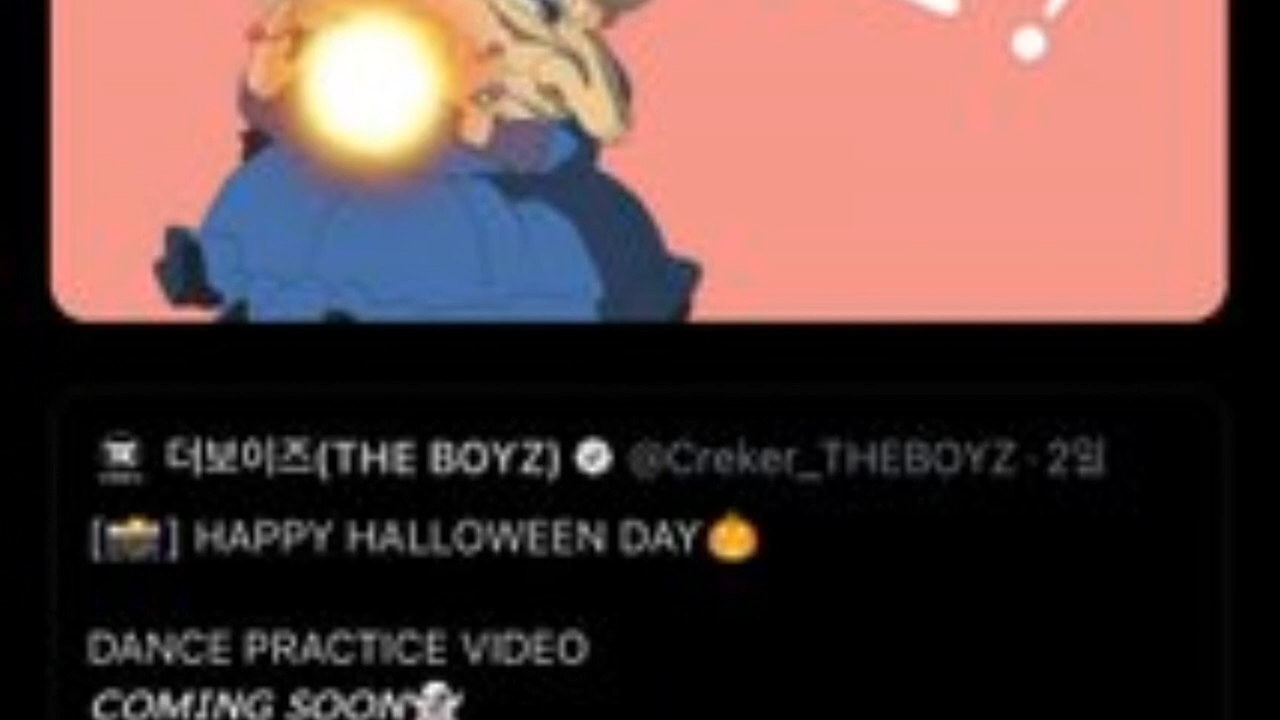 더보이즈(THE BOYZ) @Creker_THEBOYZ · 2일
[📸] HAPPY HALLOWEEN DAY🎃
DANCE PRACTICE VIDEO
COMING SOON👻